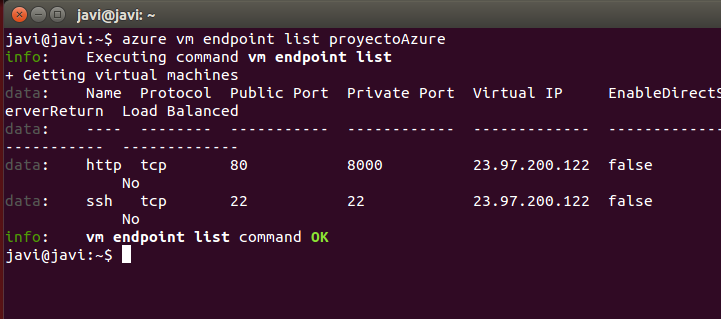 javi@javi: ~
javi@javi:~$ azure vm endpoint list proyectoAzure
info:    Executing command vm endpoint list
+ Getting virtual machines
data:    Name  Protocol  Public Port  Private Port  Virtual IP     EnableDirectS
erverReturn  Load Balanced
data:    ----  --------  -----------  ------------  -------------  -------------
-----------  -------------
data:    http  tcp       80           8000          23.97.200.122  false
             No
data:    ssh   tcp       22           22            23.97.200.122  false
             No
info:    vm endpoint list command OK
javi@javi:~$